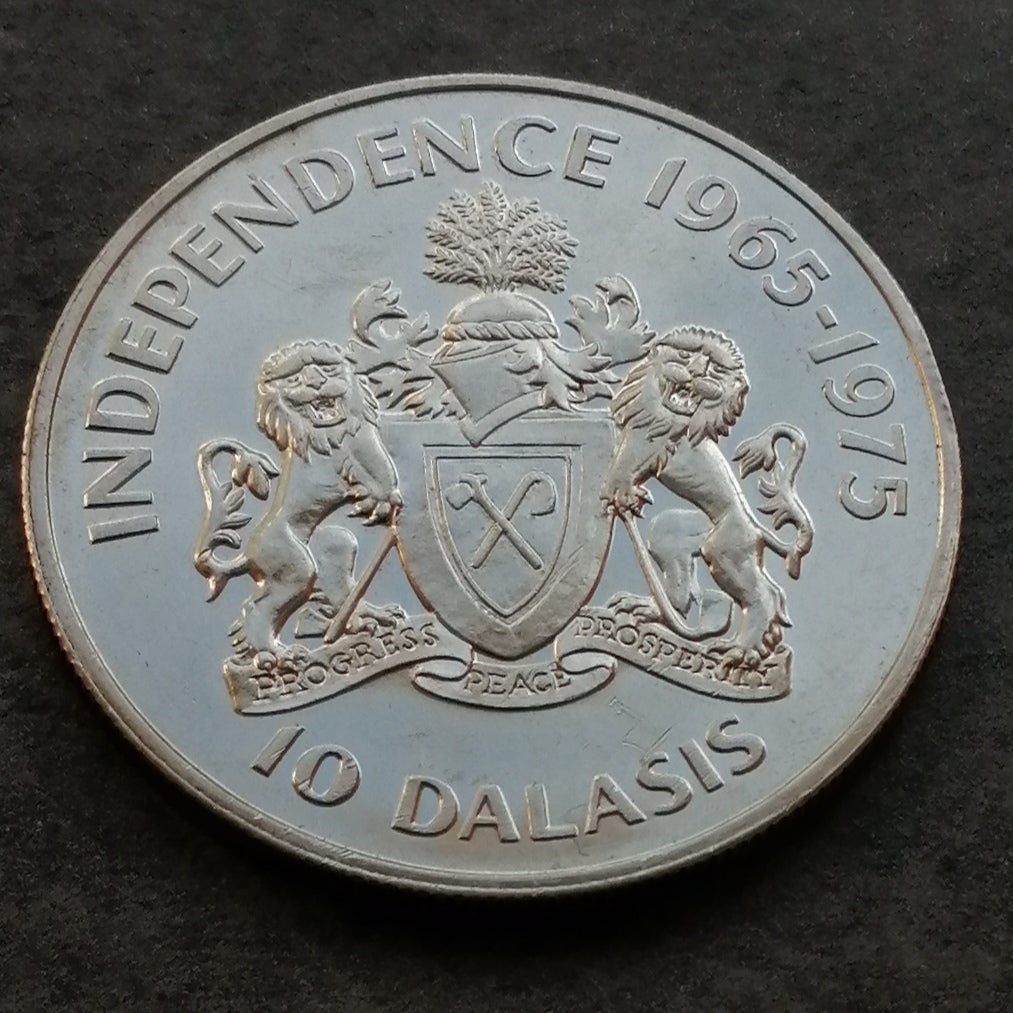 INDEPENDENCE 1965-1975
PROGRESS PEACE PROSPERITY
10 DALASIS